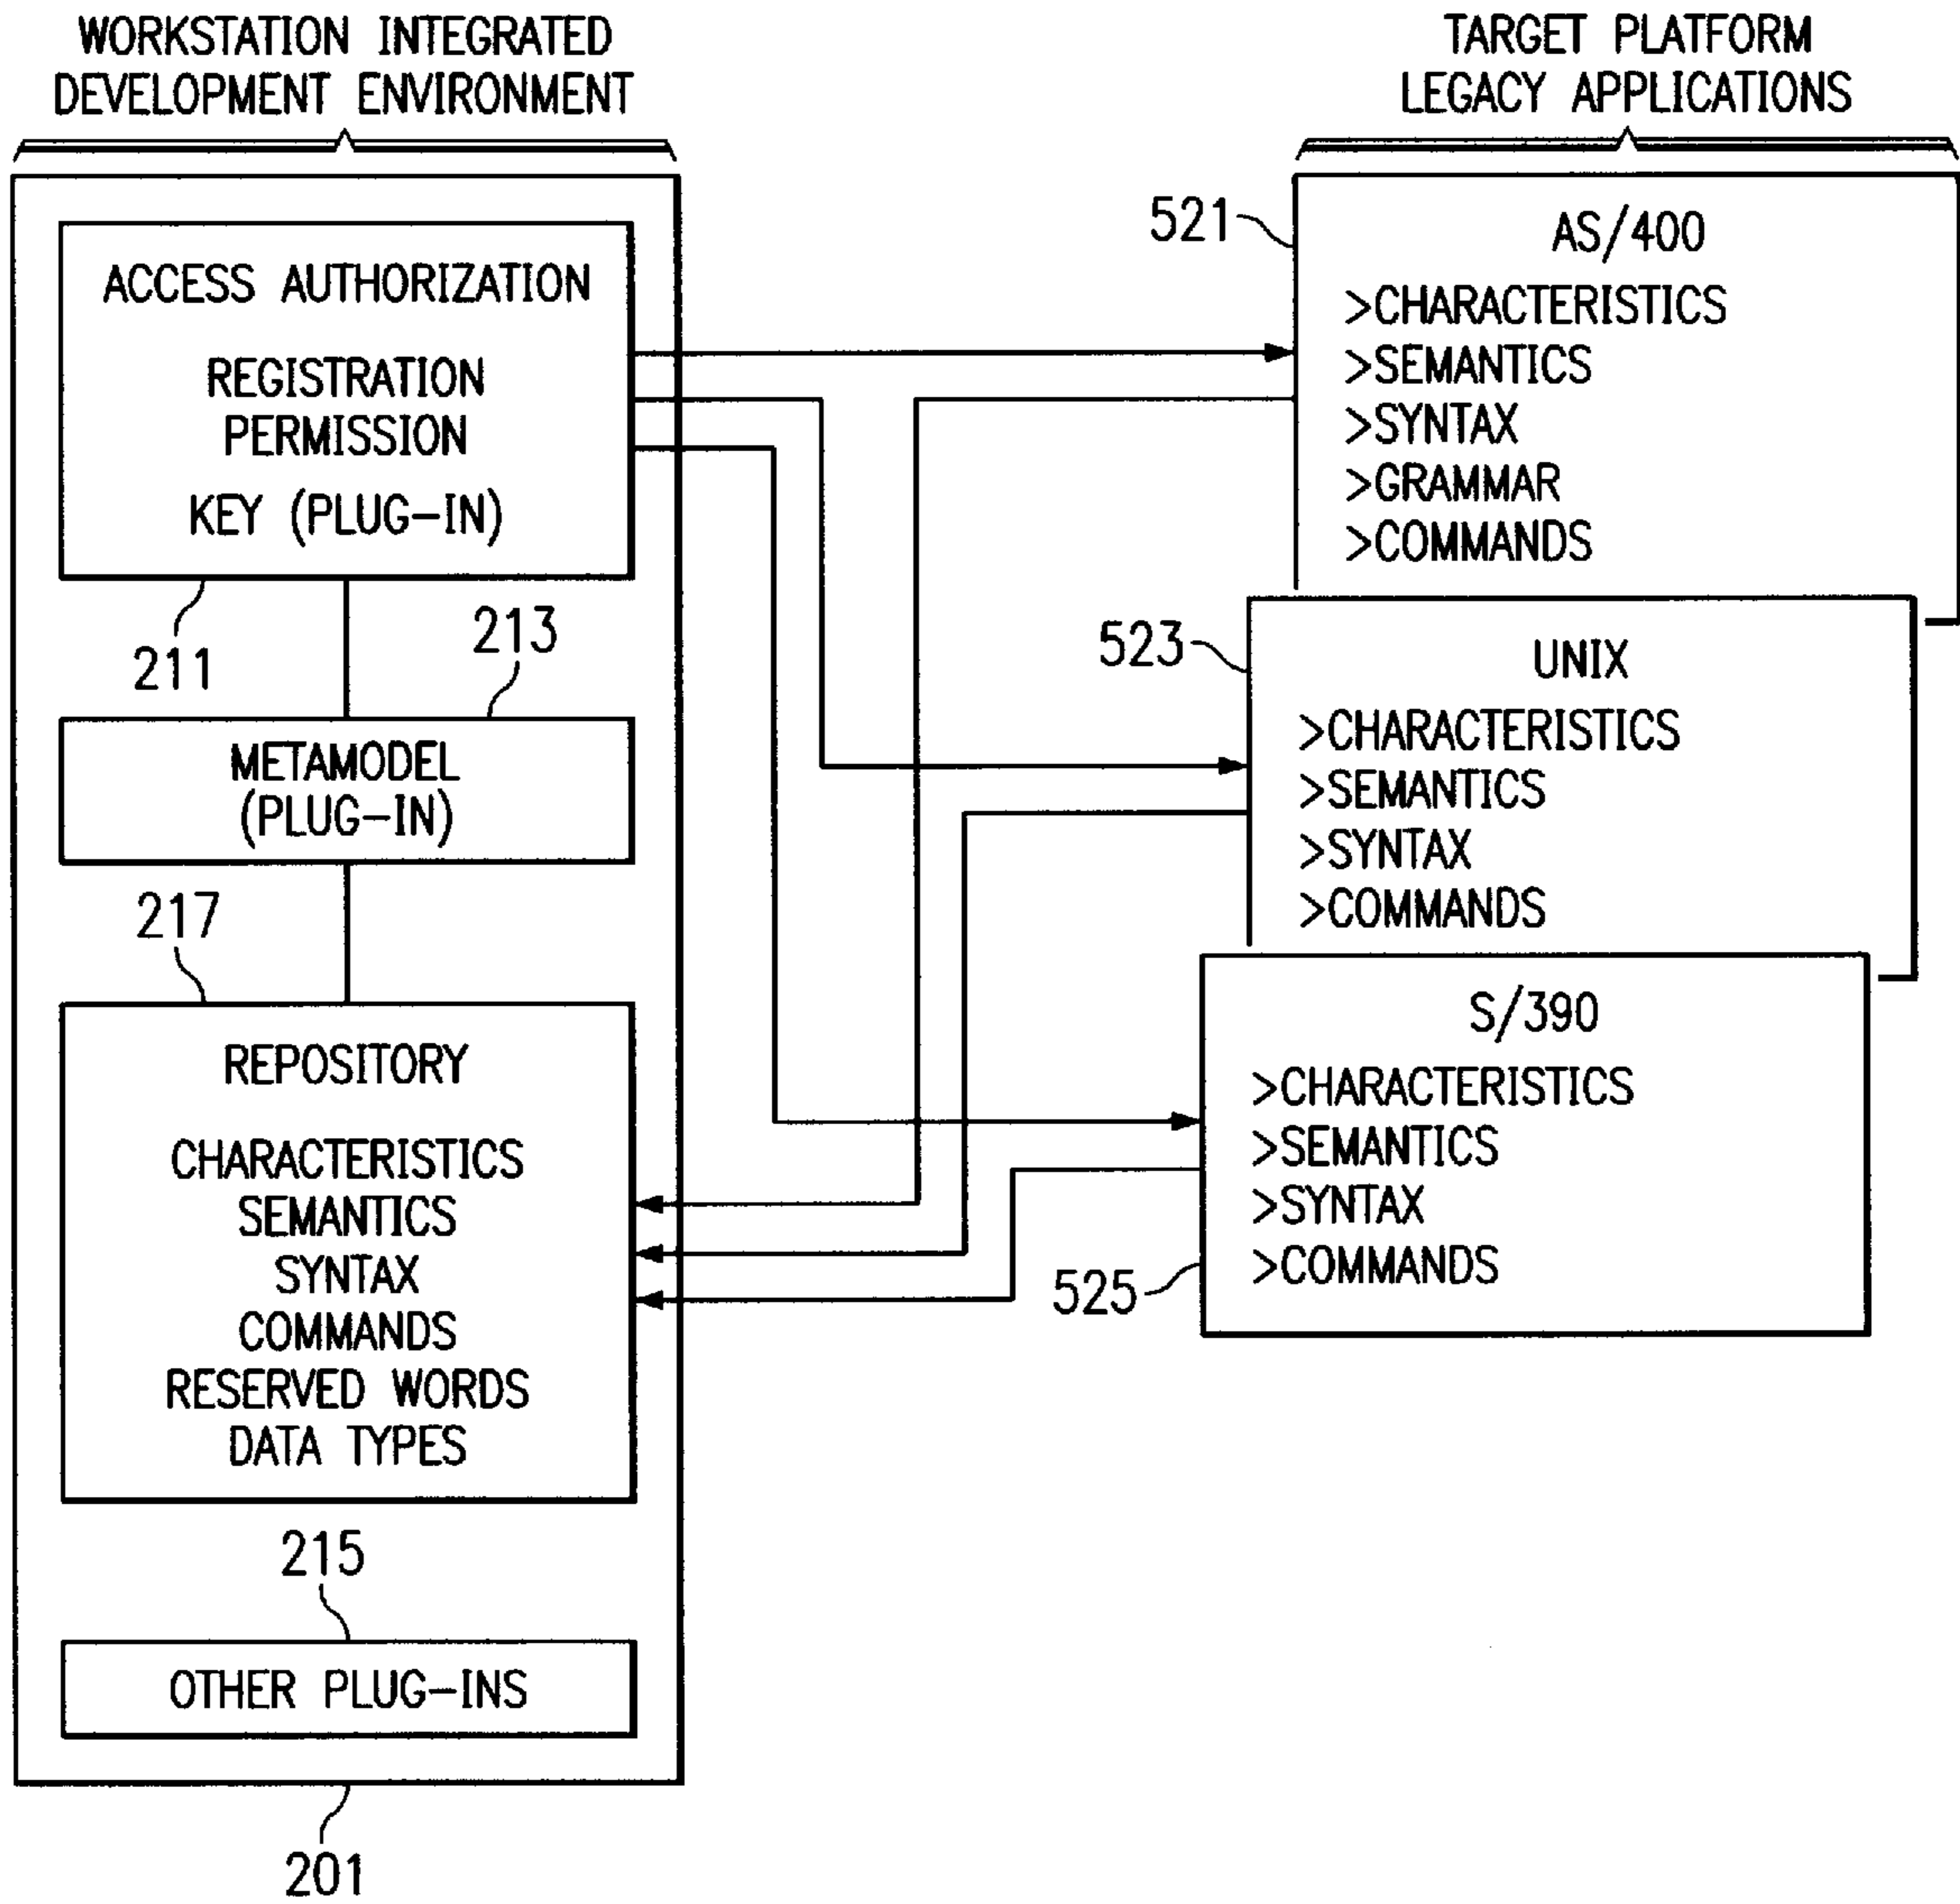 WORKSTATION INTEGRATED
DEVELOPMENT ENVIRONMENT
ACCESS AUTHORIZATION
REGISTRATION
PERMISSION
KEY (PLUG-IN)
211
213
METAMODEL
(PLUG-IN)
217
REPOSITORY
CHARACTERISTICS
SEMANTICS
SYNTAX
COMMANDS
RESERVED WORDS
DATA TYPES
215
OTHER PLUG-INS
201
TARGET PLATFORM
LEGACY APPLICATIONS
521
AS/400
>CHARACTERISTICS
>SEMANTICS
>SYNTAX
>GRAMMAR
>COMMANDS
523
UNIX
>CHARACTERISTICS
>SEMANTICS
>SYNTAX
>COMMANDS
S/390
>CHARACTERISTICS
>SEMANTICS
>SYNTAX
>COMMANDS
525